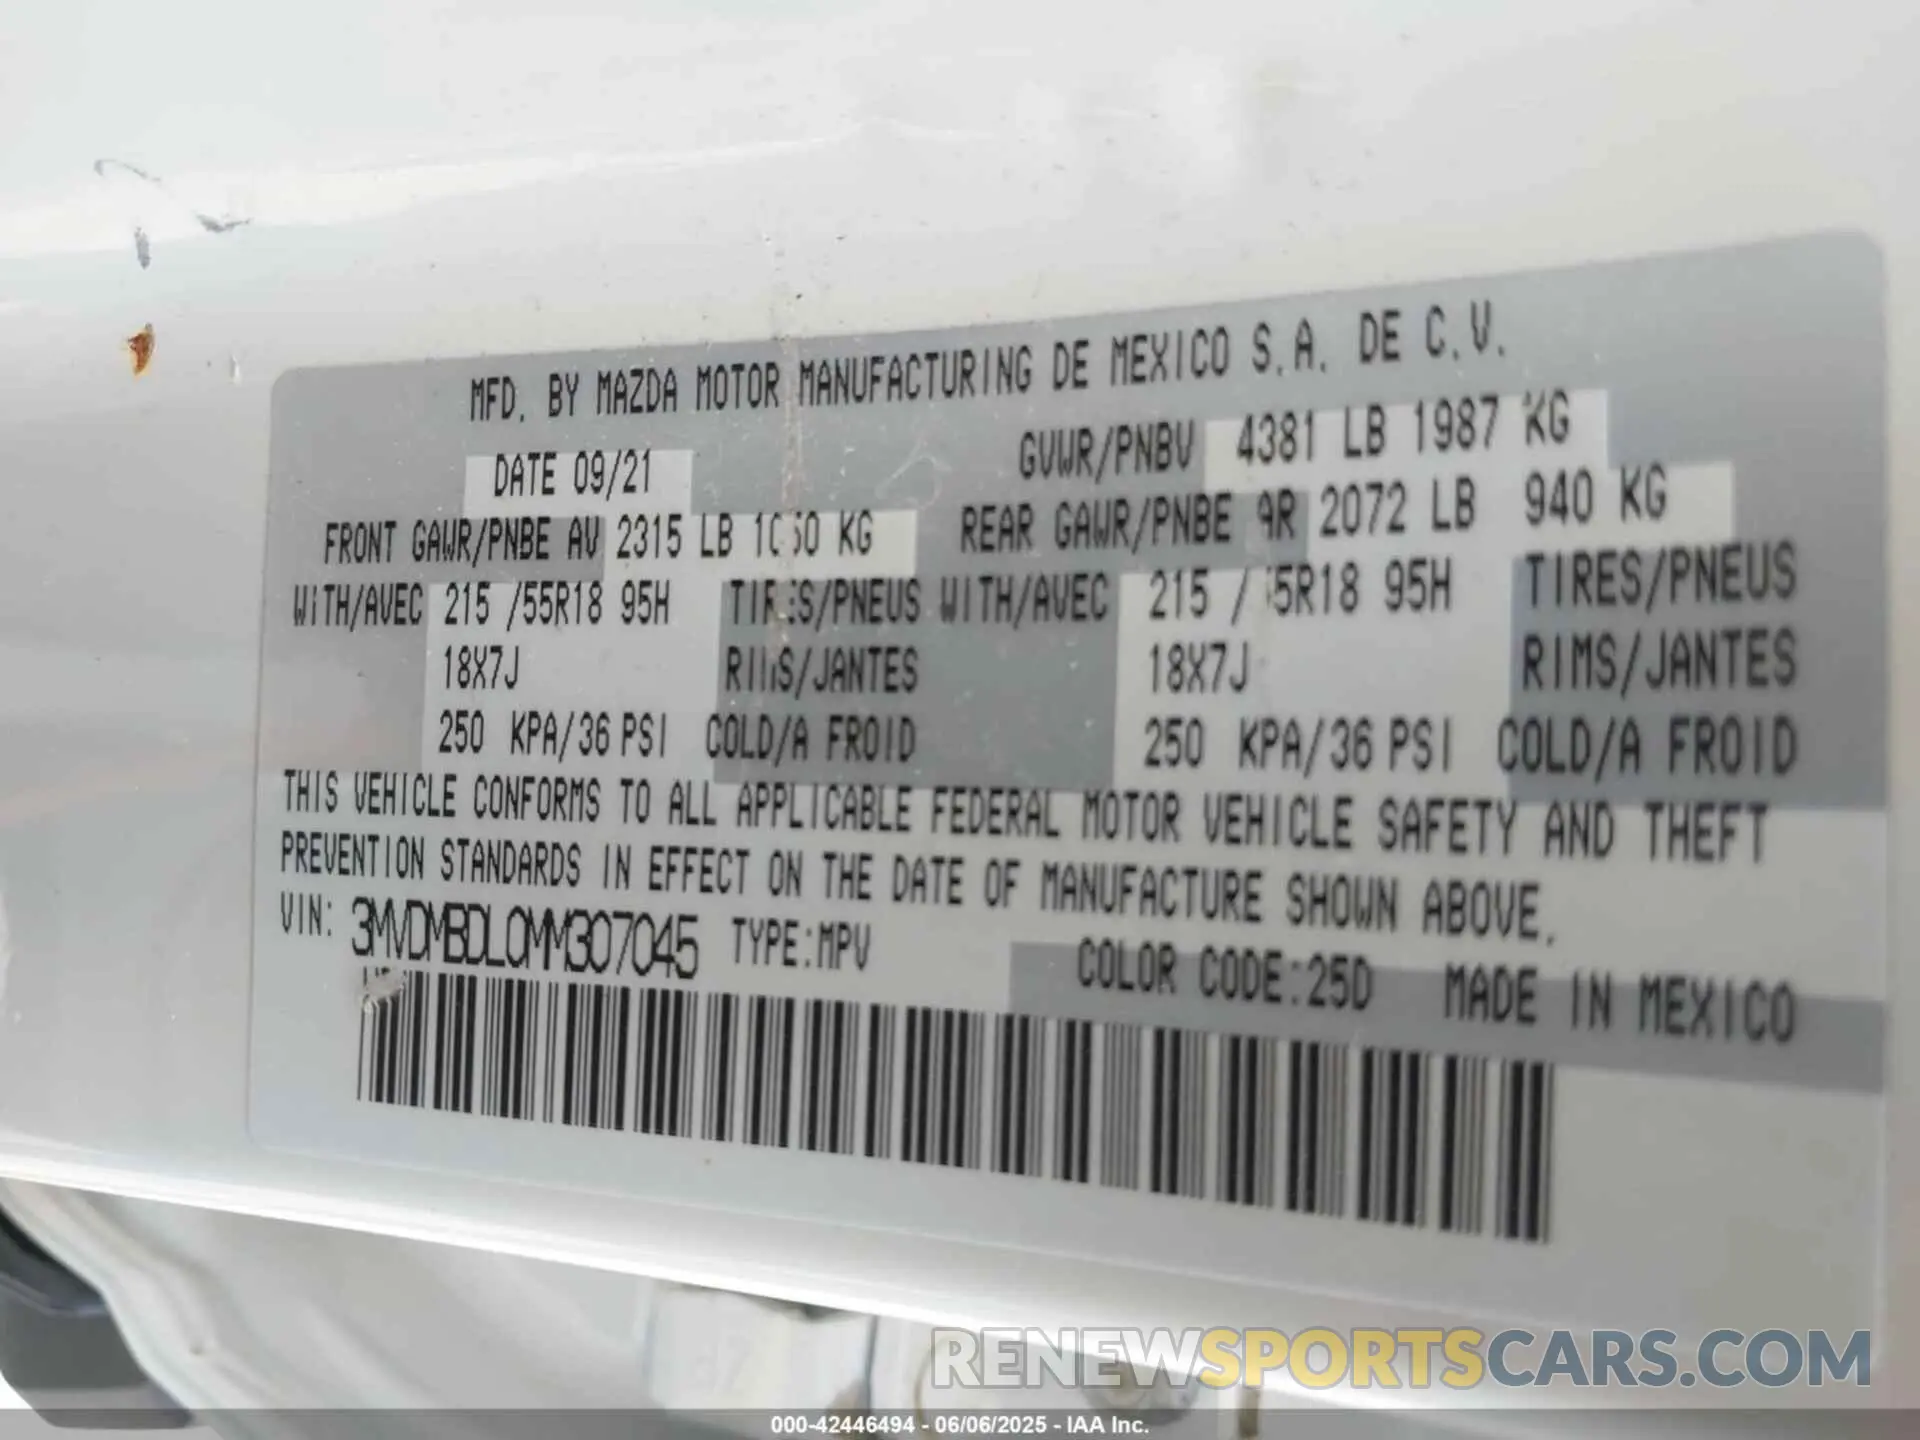 MFD. BY MAZDA MOTOR MANUFACTURING DE MEXICO S.A. DE C.V.
DATE 09/21 GVWR/PNBV 4381 LB 1987 KG
FRONT GAWR/PNBE AV 2315 LB 1050 KG REAR GAWR/PNBE AR 2072 LB 940 KG
WITH/AVEC 215 /55R18 95H TIRES/PNEUS WITH/AVEC 215 /55R18 95H TIRES/PNEUS
18X7J RIMS/JANTES 18X7J RIMS/JANTES
250 KPA/36 PSI COLD/A FROID 250 KPA/36 PSI COLD/A FROID
THIS VEHICLE CONFORMS TO ALL APPLICABLE FEDERAL MOTOR VEHICLE SAFETY AND THEFT
PREVENTION STANDARDS IN EFFECT ON THE DATE OF MANUFACTURE SHOWN ABOVE.
VIN: 3MVDMBDL0MM307045 TYPE:MPV COLOR CODE:25D MADE IN MEXICO
RENEWSPORTSCARS.COM
000-42446494 - 06/06/2025 - IAA Inc.